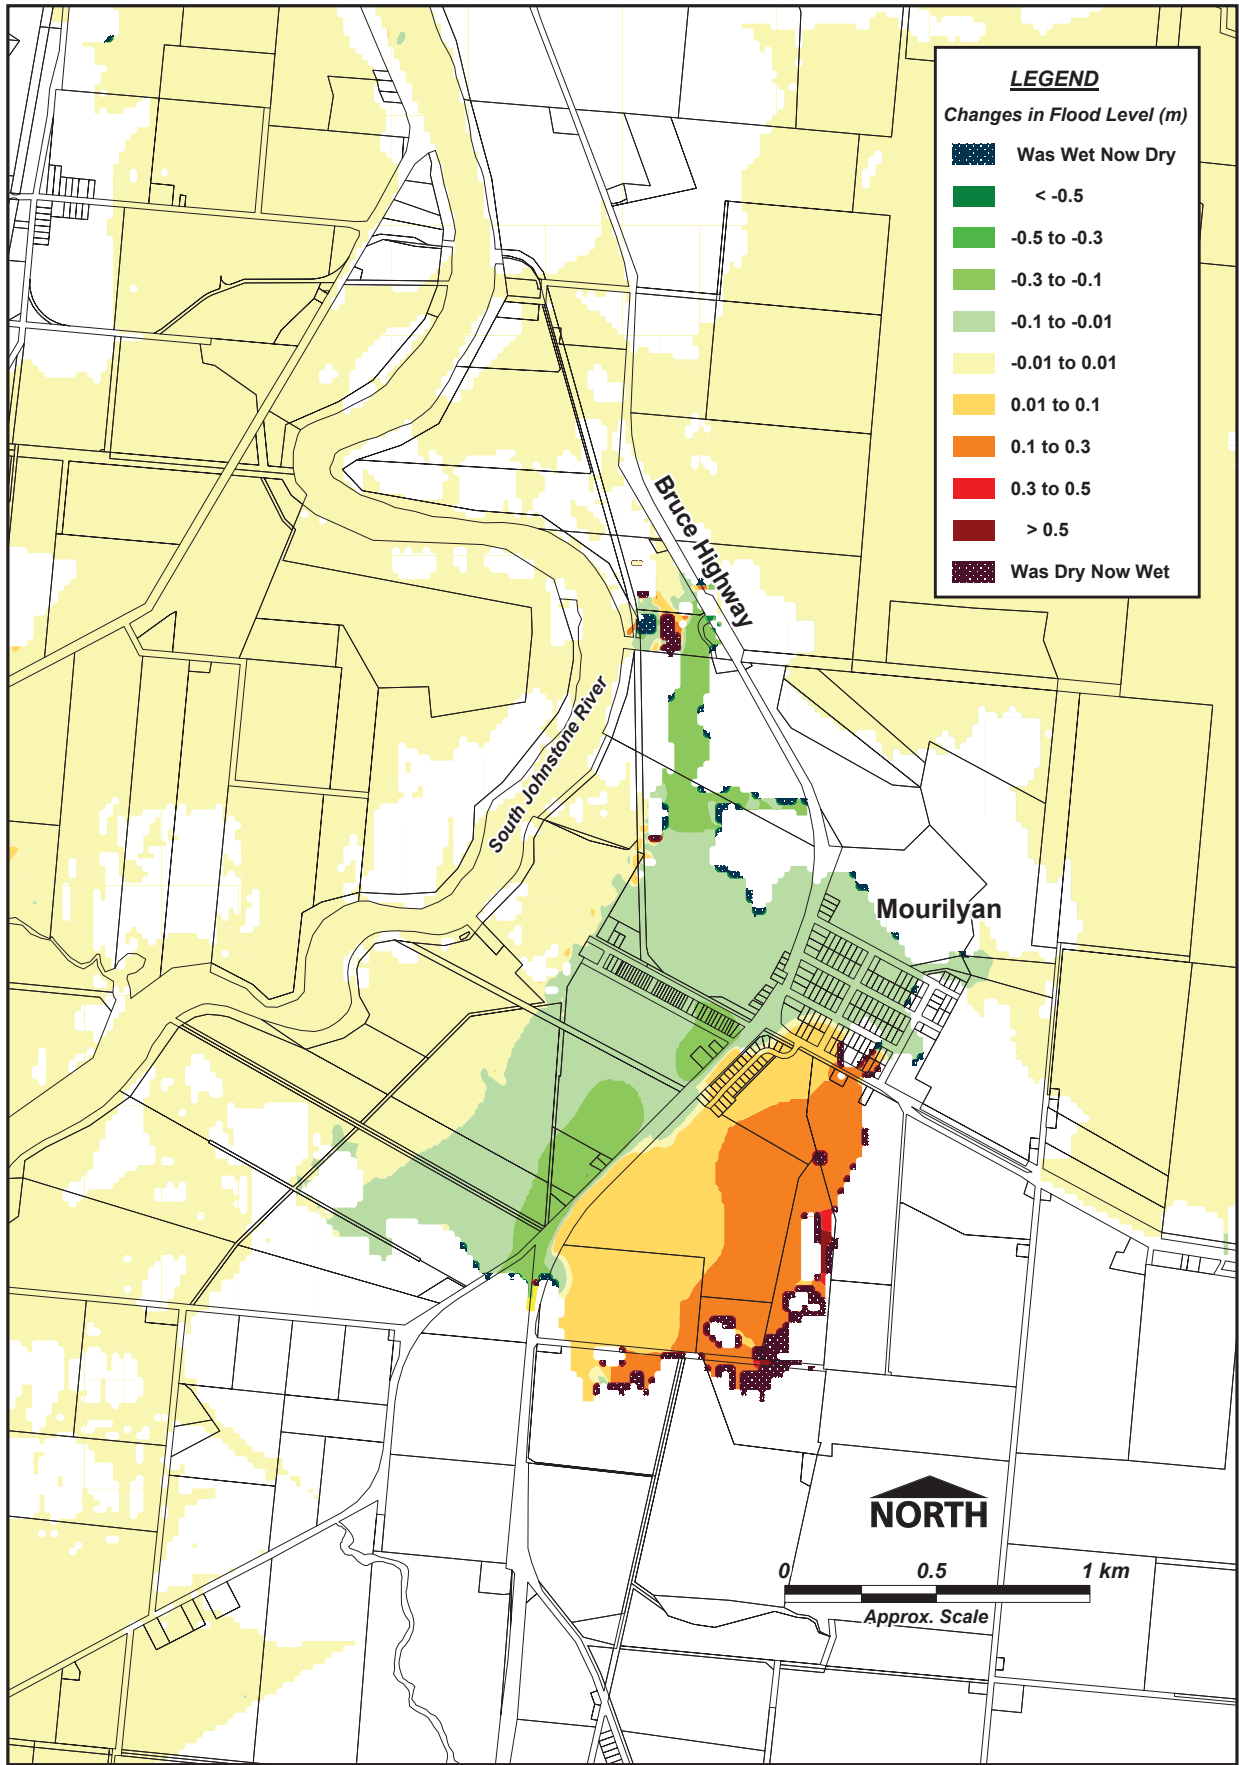 LEGEND
Changes in Flood Level (m)
Was Wet Now Dry
< -0.5
-0.5 to -0.3
-0.3 to -0.1
-0.1 to -0.01
-0.01 to 0.01
0.01 to 0.1
0.1 to 0.3
0.3 to 0.5
> 0.5
Was Dry Now Wet
Bruce Highway
South Johnstone River
Mourilyan
NORTH
0 0.5 1 km
Approx. Scale